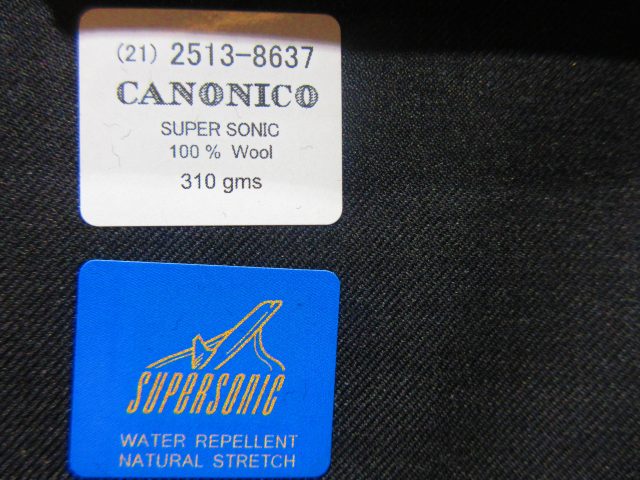 (21) 2513-8637
CANONICO
SUPER SONIC
100 % Wool
310 gms
SUPERSONIC
WATER REPELLENT
NATURAL STRETCH